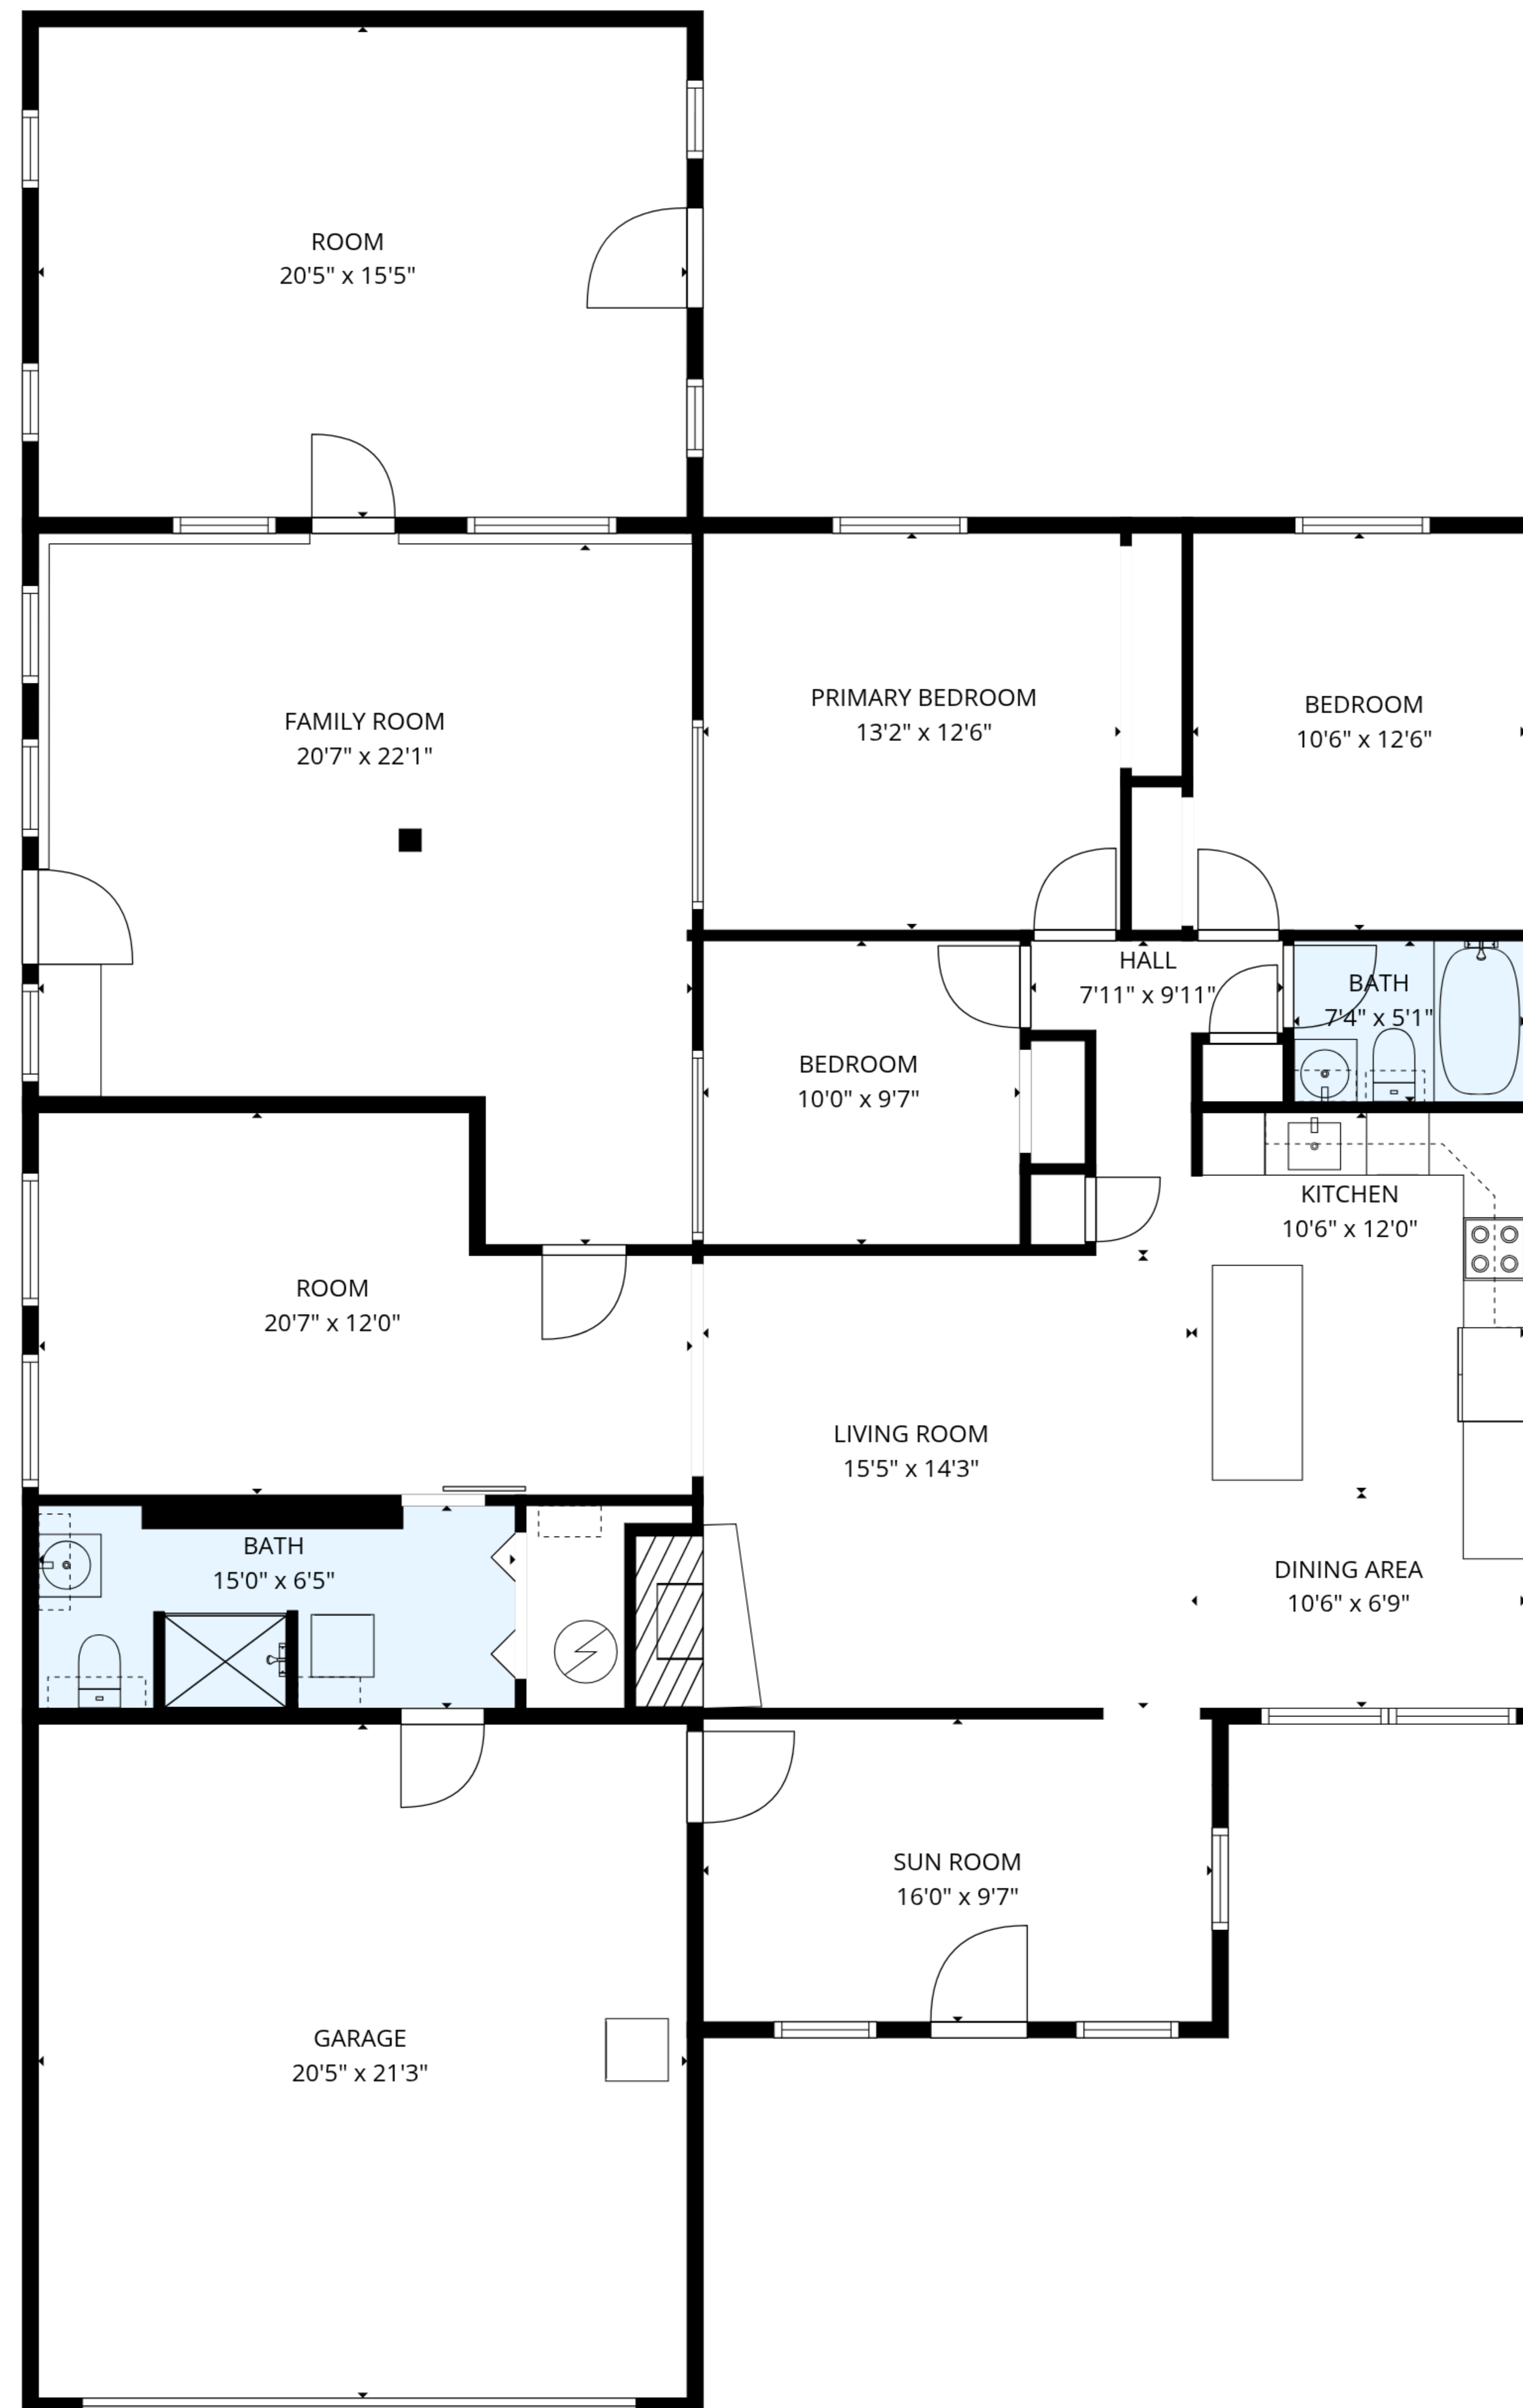 ROOM
20'5" x 15'5"
FAMILY ROOM
20'7" x 22'1"
PRIMARY BEDROOM
13'2" x 12'6"
BEDROOM
10'6" x 12'6"
HALL
7'11" x 9'11"
BATH
7'4" x 5'1"
BEDROOM
10'0" x 9'7"
KITCHEN
10'6" x 12'0"
ROOM
20'7" x 12'0"
LIVING ROOM
15'5" x 14'3"
BATH
15'0" x 6'5"
DINING AREA
10'6" x 6'9"
SUN ROOM
16'0" x 9'7"
GARAGE
20'5" x 21'3"